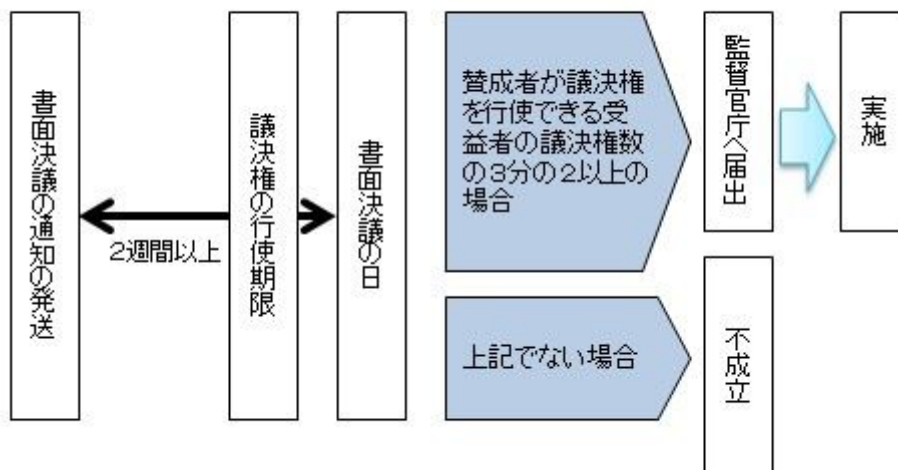 書面決議の通知の発送
2週間以上
議決権の行使期限
書面決議の日
賛成者が議決権
を行使できる受
益者の議決権数
の3分の2以上の
場合
監督官庁へ届出
実施
上記でない場合
不成立